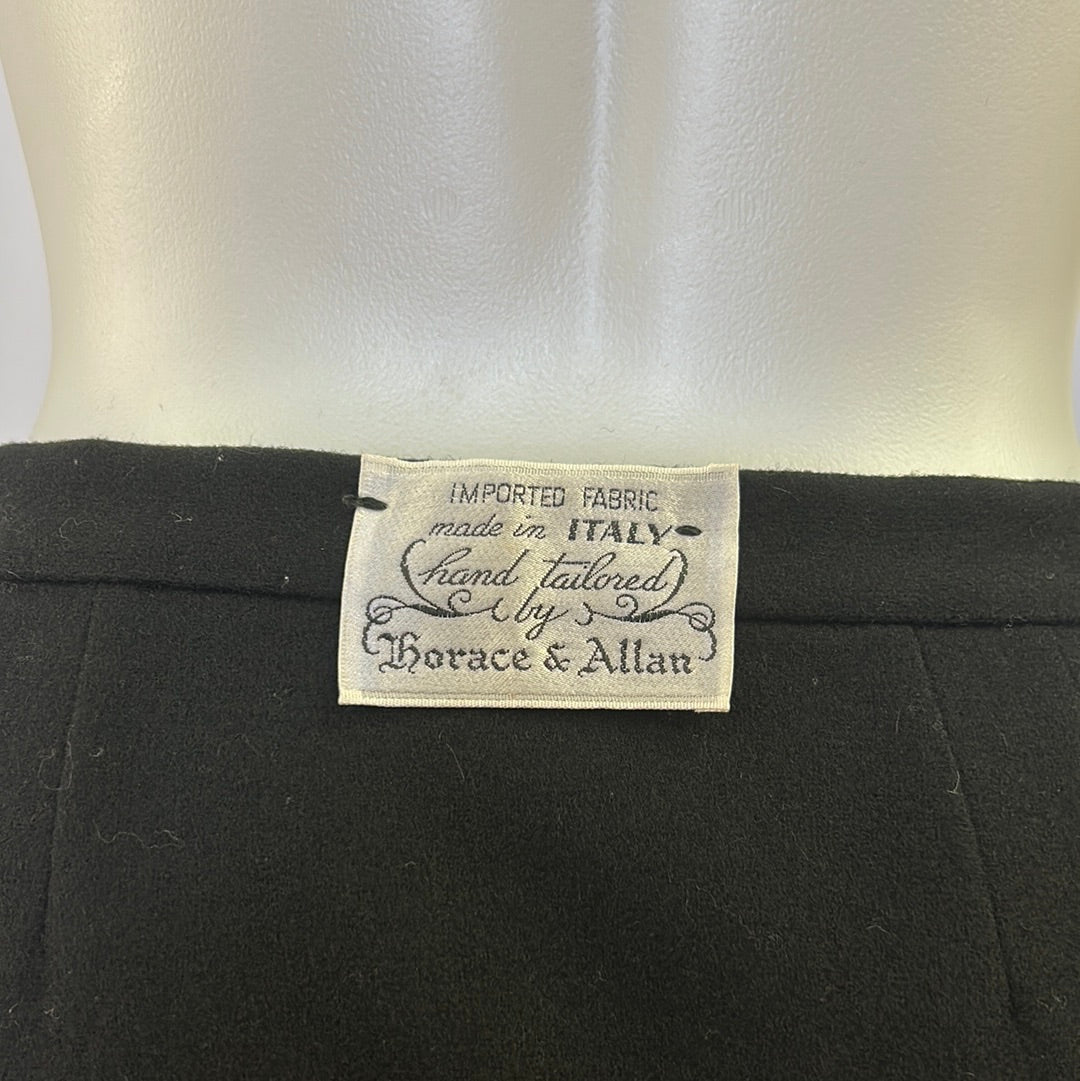 IMPORTED FABRIC
made in ITALY
hand tailored
by
Horace & Allan